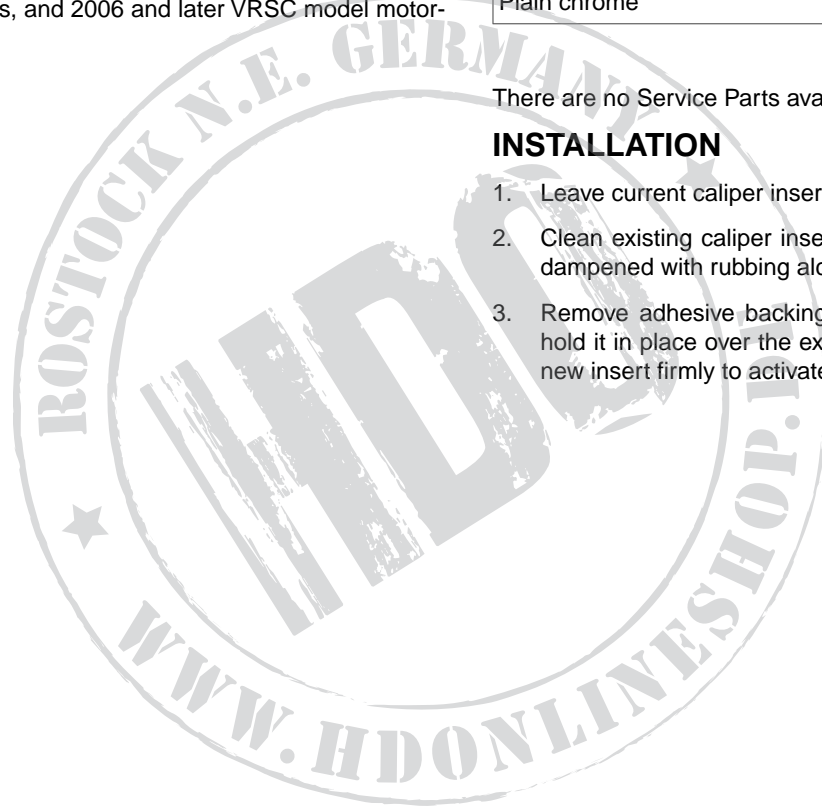 s, and 2006 and later VRSC model motor-
Plain chrome
There are no Service Parts ava
INSTALLATION
1. Leave current caliper inser
2. Clean existing caliper inse
dampened with rubbing alc
3. Remove adhesive backing
hold it in place over the ex
new insert firmly to activate
ROSTOCK N.E. GERMANY
HDO
WWW.HDONLINESHOP.DE